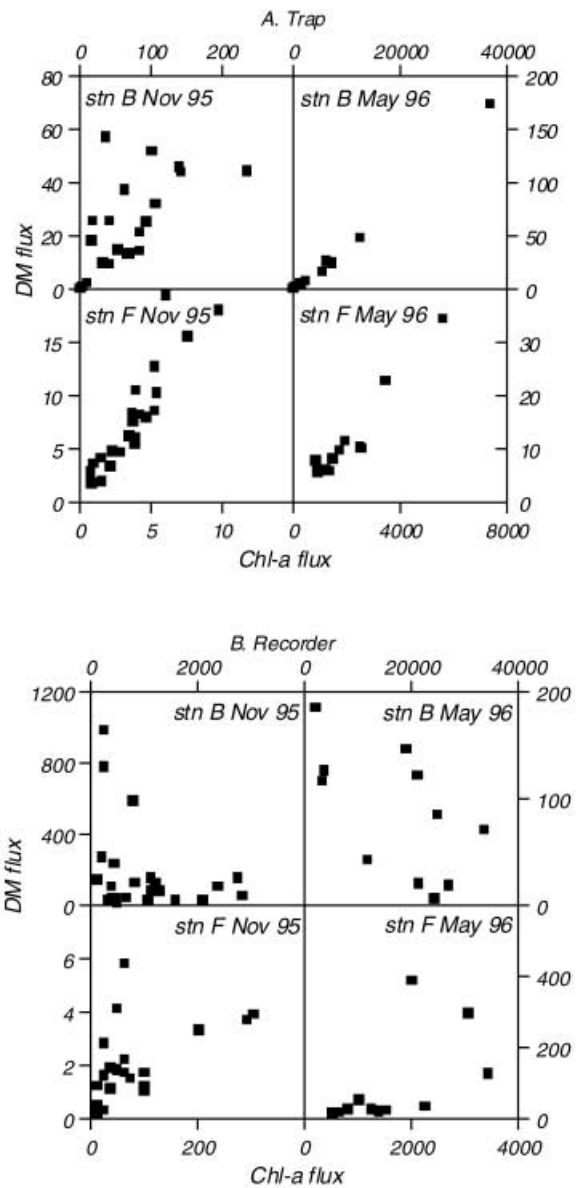 A. Trap
0 100 200 0 20000 40000
80 200
stn B Nov 95 stn B May 96
60 150
40 100
20 50
0 0
DM flux
stn F Nov 95 stn F May 96
15 30
10 20
5 10
0 0
0 5 10 0 4000 8000
Chl-a flux
B. Recorder
0 2000 0 20000 40000
1200 200
stn B Nov 95 stn B May 96
800
100
400
0 0
DM flux
stn F Nov 95 stn F May 96
6
400
4
200
2
0 0
0 200 0 20000 40000
Chl-a flux